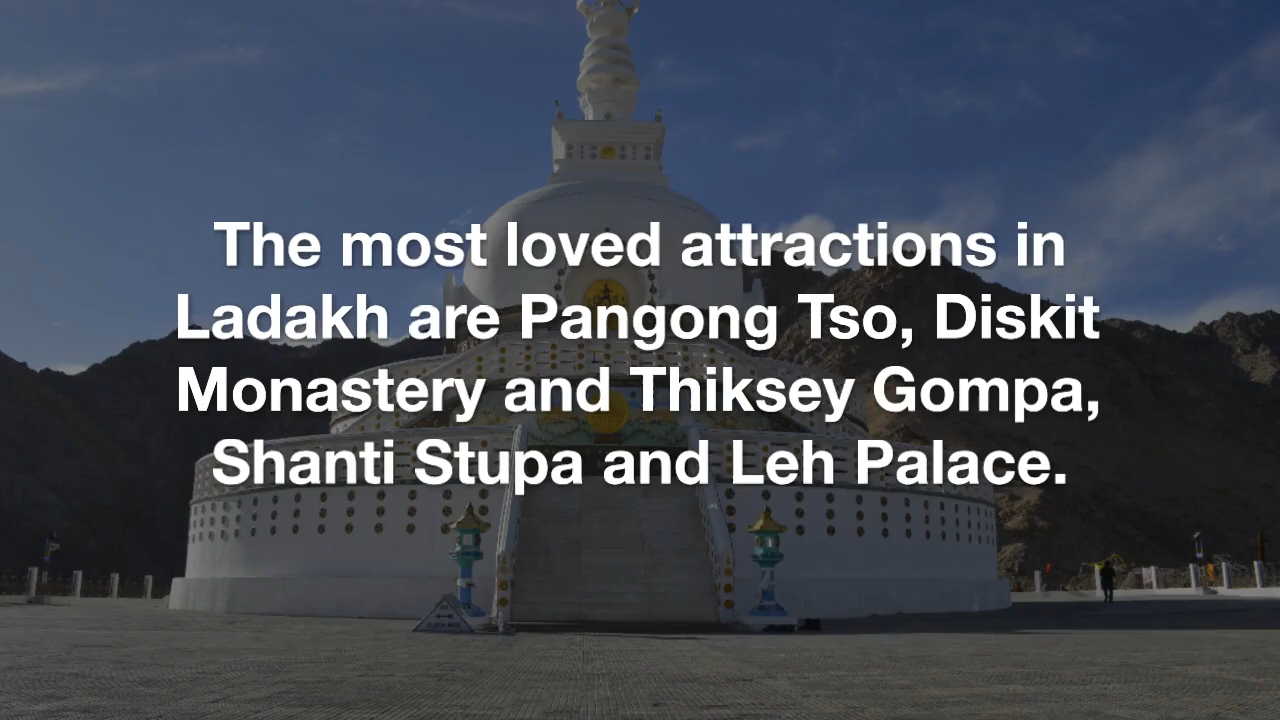 The most loved attractions in
Ladakh are Pangong Tso, Diskit
Monastery and Thiksey Gompa,
Shanti Stupa and Leh Palace.